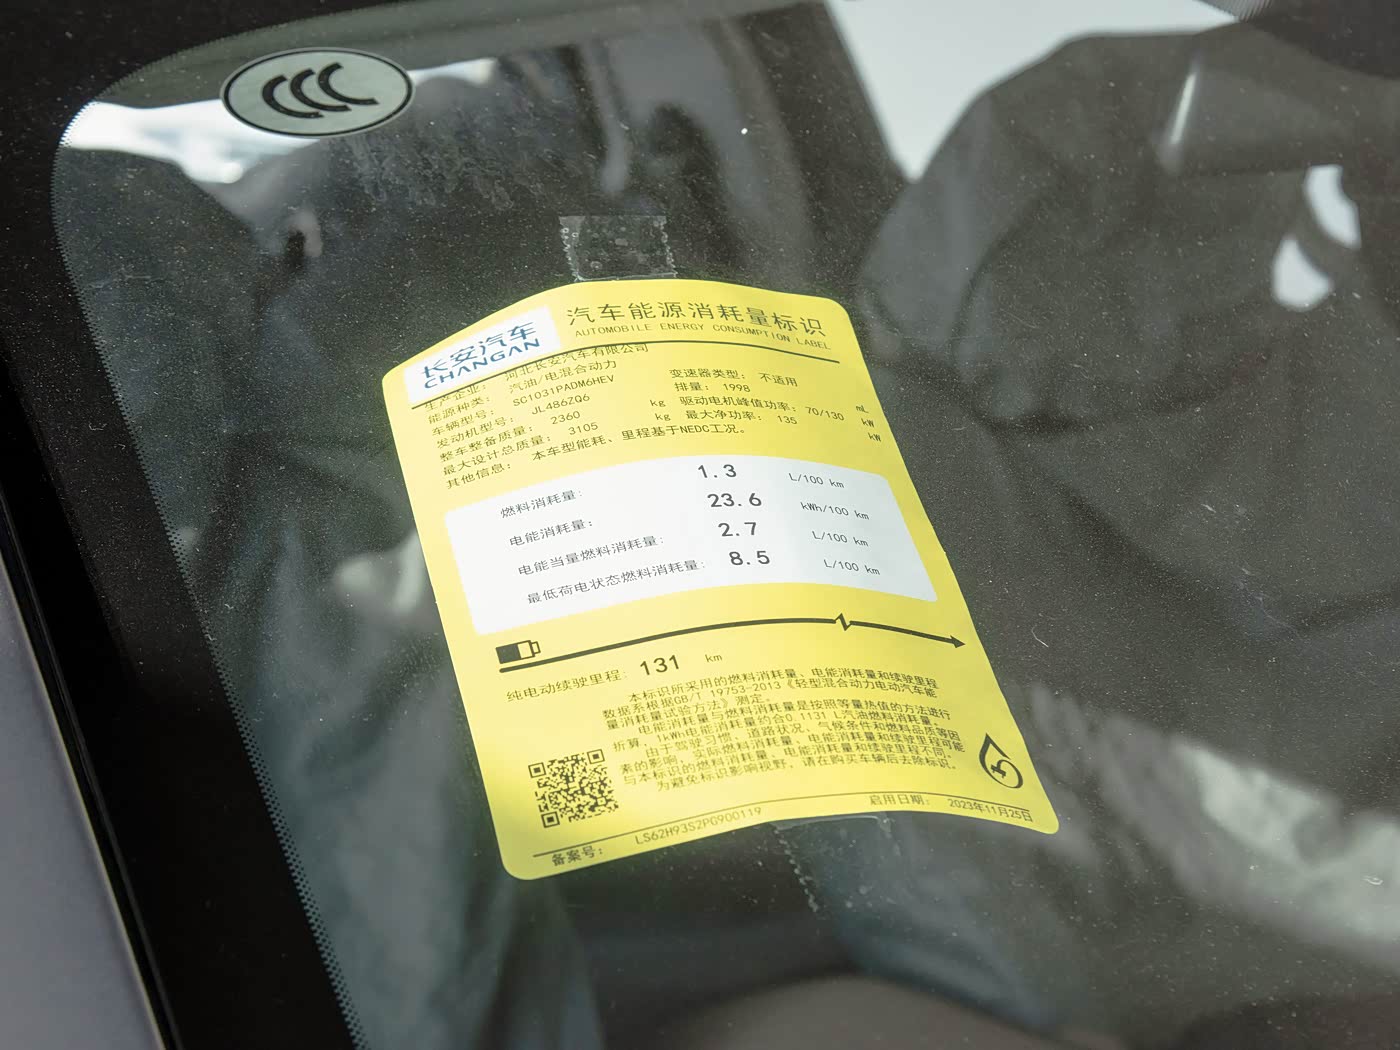 CCC
长安汽车
CHANGAN
汽车能源消耗量标识
AUTOMOBILE ENERGY CONSUMPTION LABEL
生产企业： 河北长安汽车有限公司
能源种类： 汽油/电混合动力 变速器类型： 不适用
车辆型号： SC1031PADM6HEV 排量： 1998 mL
发动机型号： JL486ZQ6 驱动电机峰值功率： 70/130 kW
整车整备质量： 2360 kg 最大净功率： 135 kW
最大设计总质量： 3105 kg
其他信息： 本车型能耗、里程基于NEDC工况。
燃料消耗量： 1.3 L/100 km
电能消耗量： 23.6 kWh/100 km
电能当量燃料消耗量： 2.7 L/100 km
最低荷电状态燃料消耗量： 8.5 L/100 km
纯电动续驶里程： 131 km
本标识所采用的燃料消耗量、电能消耗量和续驶里程
数据系根据GB/T 19753-2013《轻型混合动力电动汽车能
量消耗量试验方法》测定。
电能消耗量与燃料消耗量是按照等量热值的方法进行
折算，1kWh电能消耗量约合0.1131 L汽油燃料消耗量。
由于驾驶习惯、道路状况、气候条件和燃料品质等因
素的影响，实际燃料消耗量、电能消耗量和续驶里程可能
与本标识的燃料消耗量、电能消耗量和续驶里程不同。
为避免标识影响视野，请在购买车辆后去除标识。
备案号： LS62H93S2PG900119 启用日期： 2023年11月25日